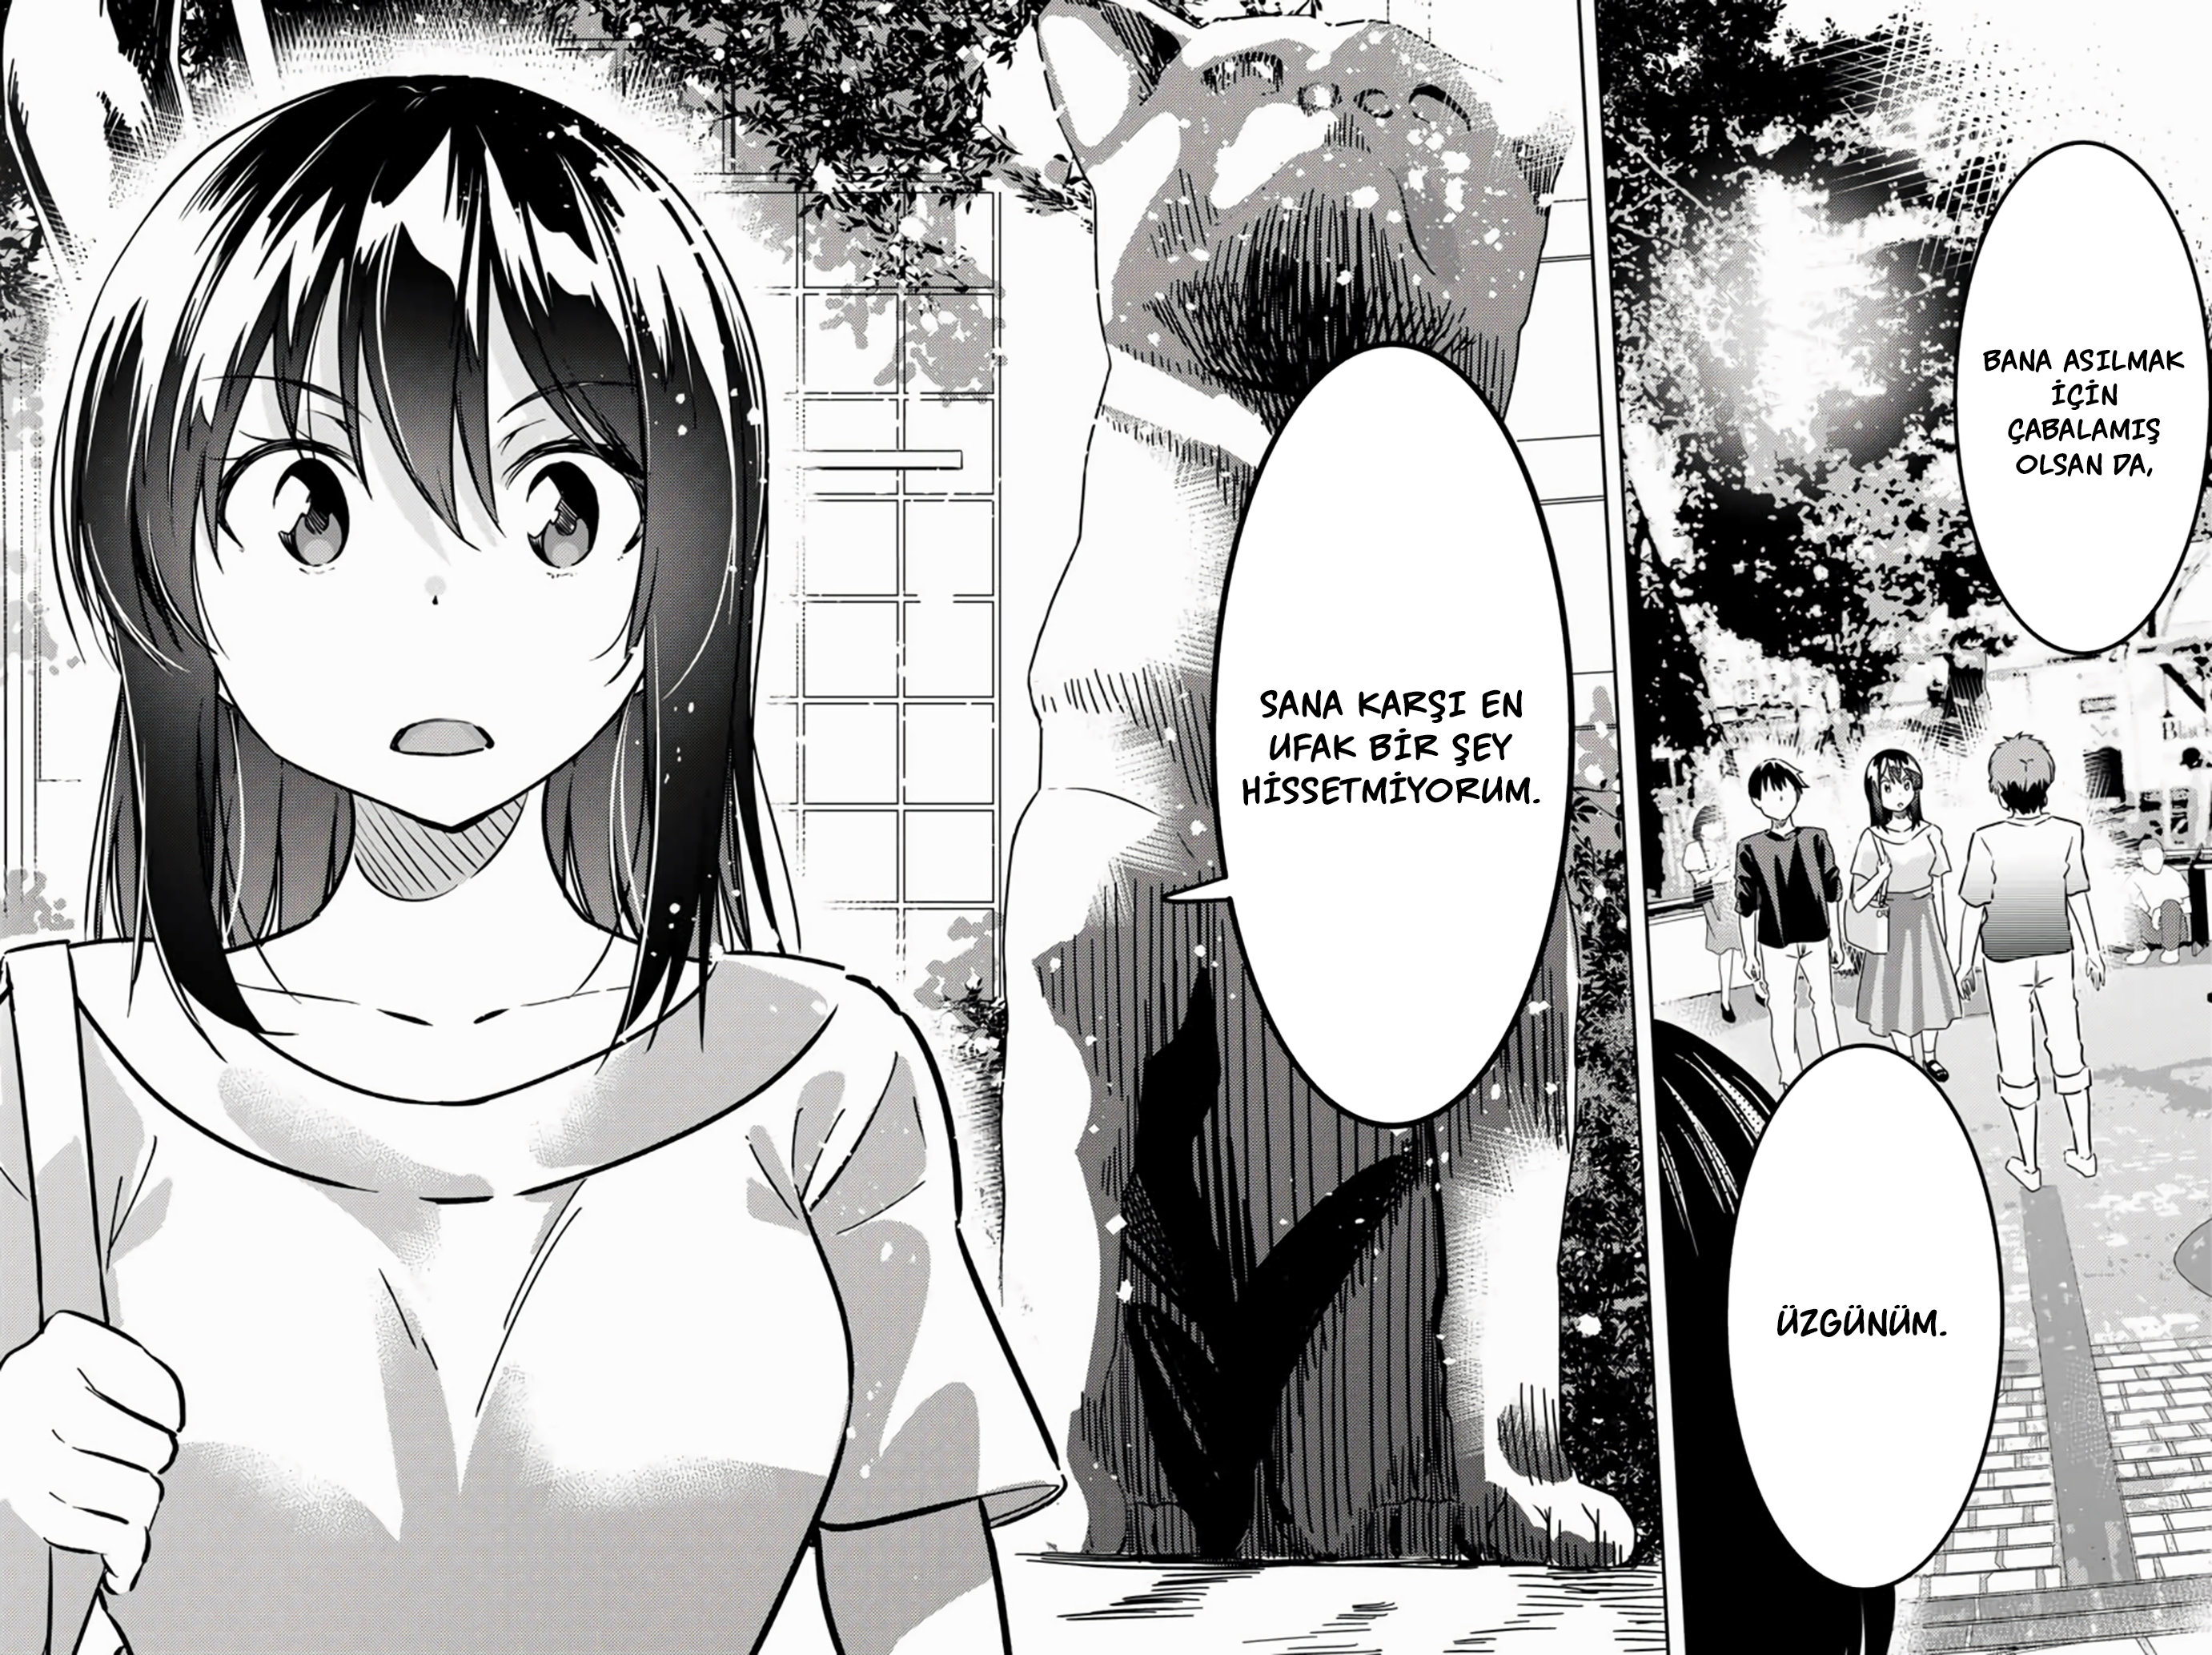 BANA ASILMAK
İÇİN
ÇABALAMIŞ
OLSAN DA,
ÜZGÜNÜM.
SANA KARŞI EN
UFAK BİR ŞEY
HİSSETMİYORUM.